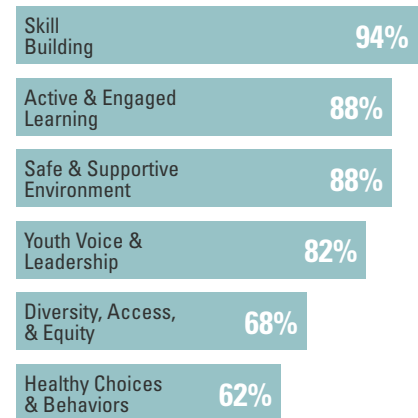 Skill
Building
94%
Active & Engaged
Learning
88%
Safe & Supportive
Environment
88%
Youth Voice &
Leadership
82%
Diversity, Access,
& Equity
68%
Healthy Choices
& Behaviors
62%